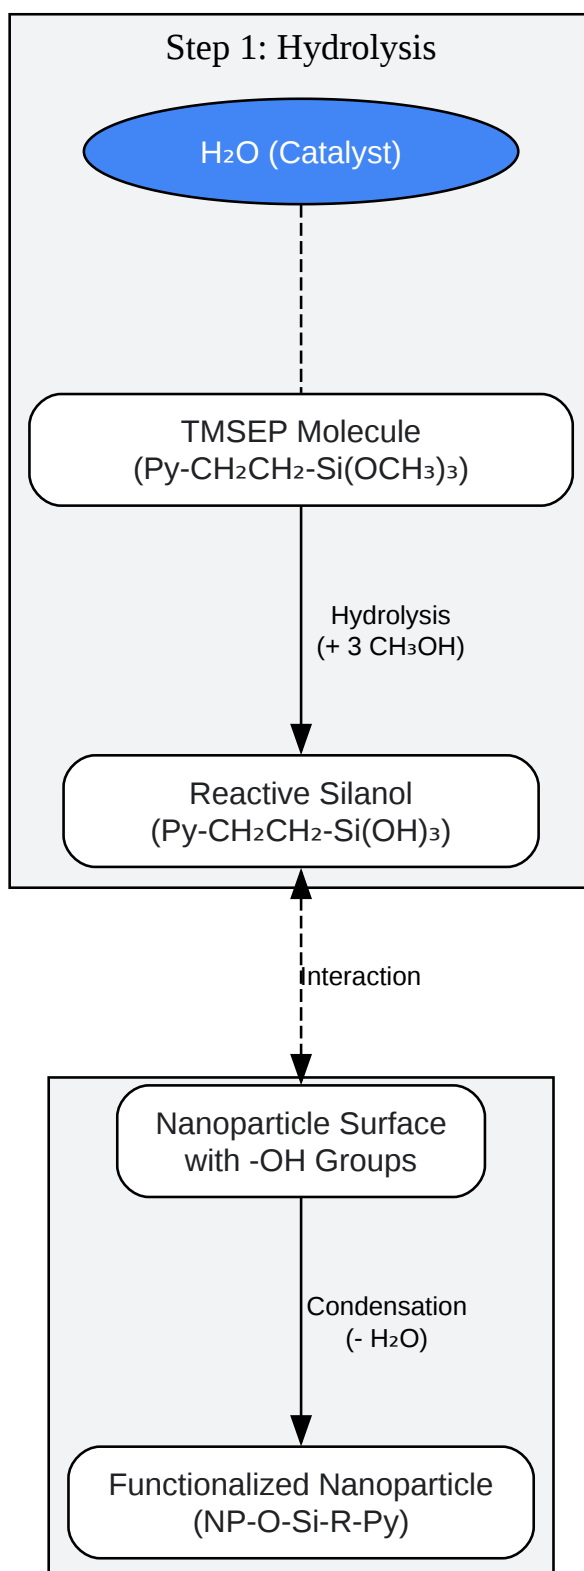 Step 1: Hydrolysis
H₂O (Catalyst)
TMSEP Molecule
(Py-CH₂CH₂-Si(OCH₃)₃)
Hydrolysis
(+ 3 CH₃OH)
Reactive Silanol
(Py-CH₂CH₂-Si(OH)₃)
Interaction
Nanoparticle Surface
with -OH Groups
Condensation
(- H₂O)
Functionalized Nanoparticle
(NP-O-Si-R-Py)